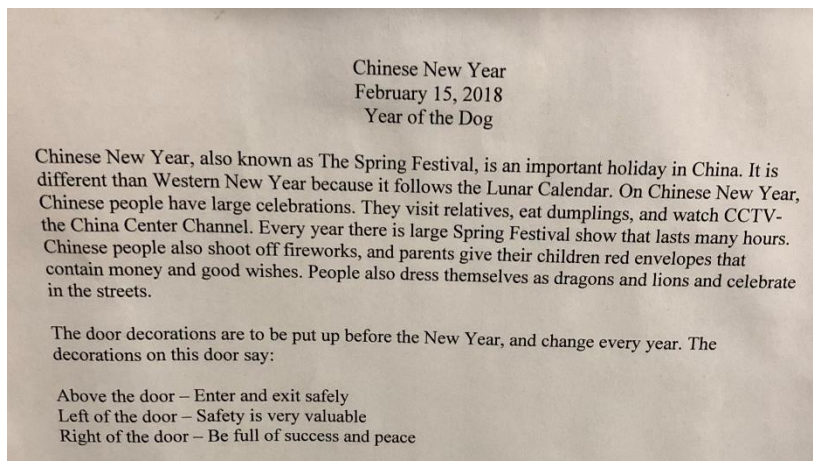 Chinese New Year
February 15, 2018
Year of the Dog
Chinese New Year, also known as The Spring Festival, is an important holiday in China. It is
different than Western New Year because it follows the Lunar Calendar. On Chinese New Year,
Chinese people have large celebrations. They visit relatives, eat dumplings, and watch CCTV-
the China Center Channel. Every year there is large Spring Festival show that lasts many hours.
Chinese people also shoot off fireworks, and parents give their children red envelopes that
contain money and good wishes. People also dress themselves as dragons and lions and celebrate
in the streets.
The door decorations are to be put up before the New Year, and change every year. The
decorations on this door say:
Above the door – Enter and exit safely
Left of the door – Safety is very valuable
Right of the door – Be full of success and peace